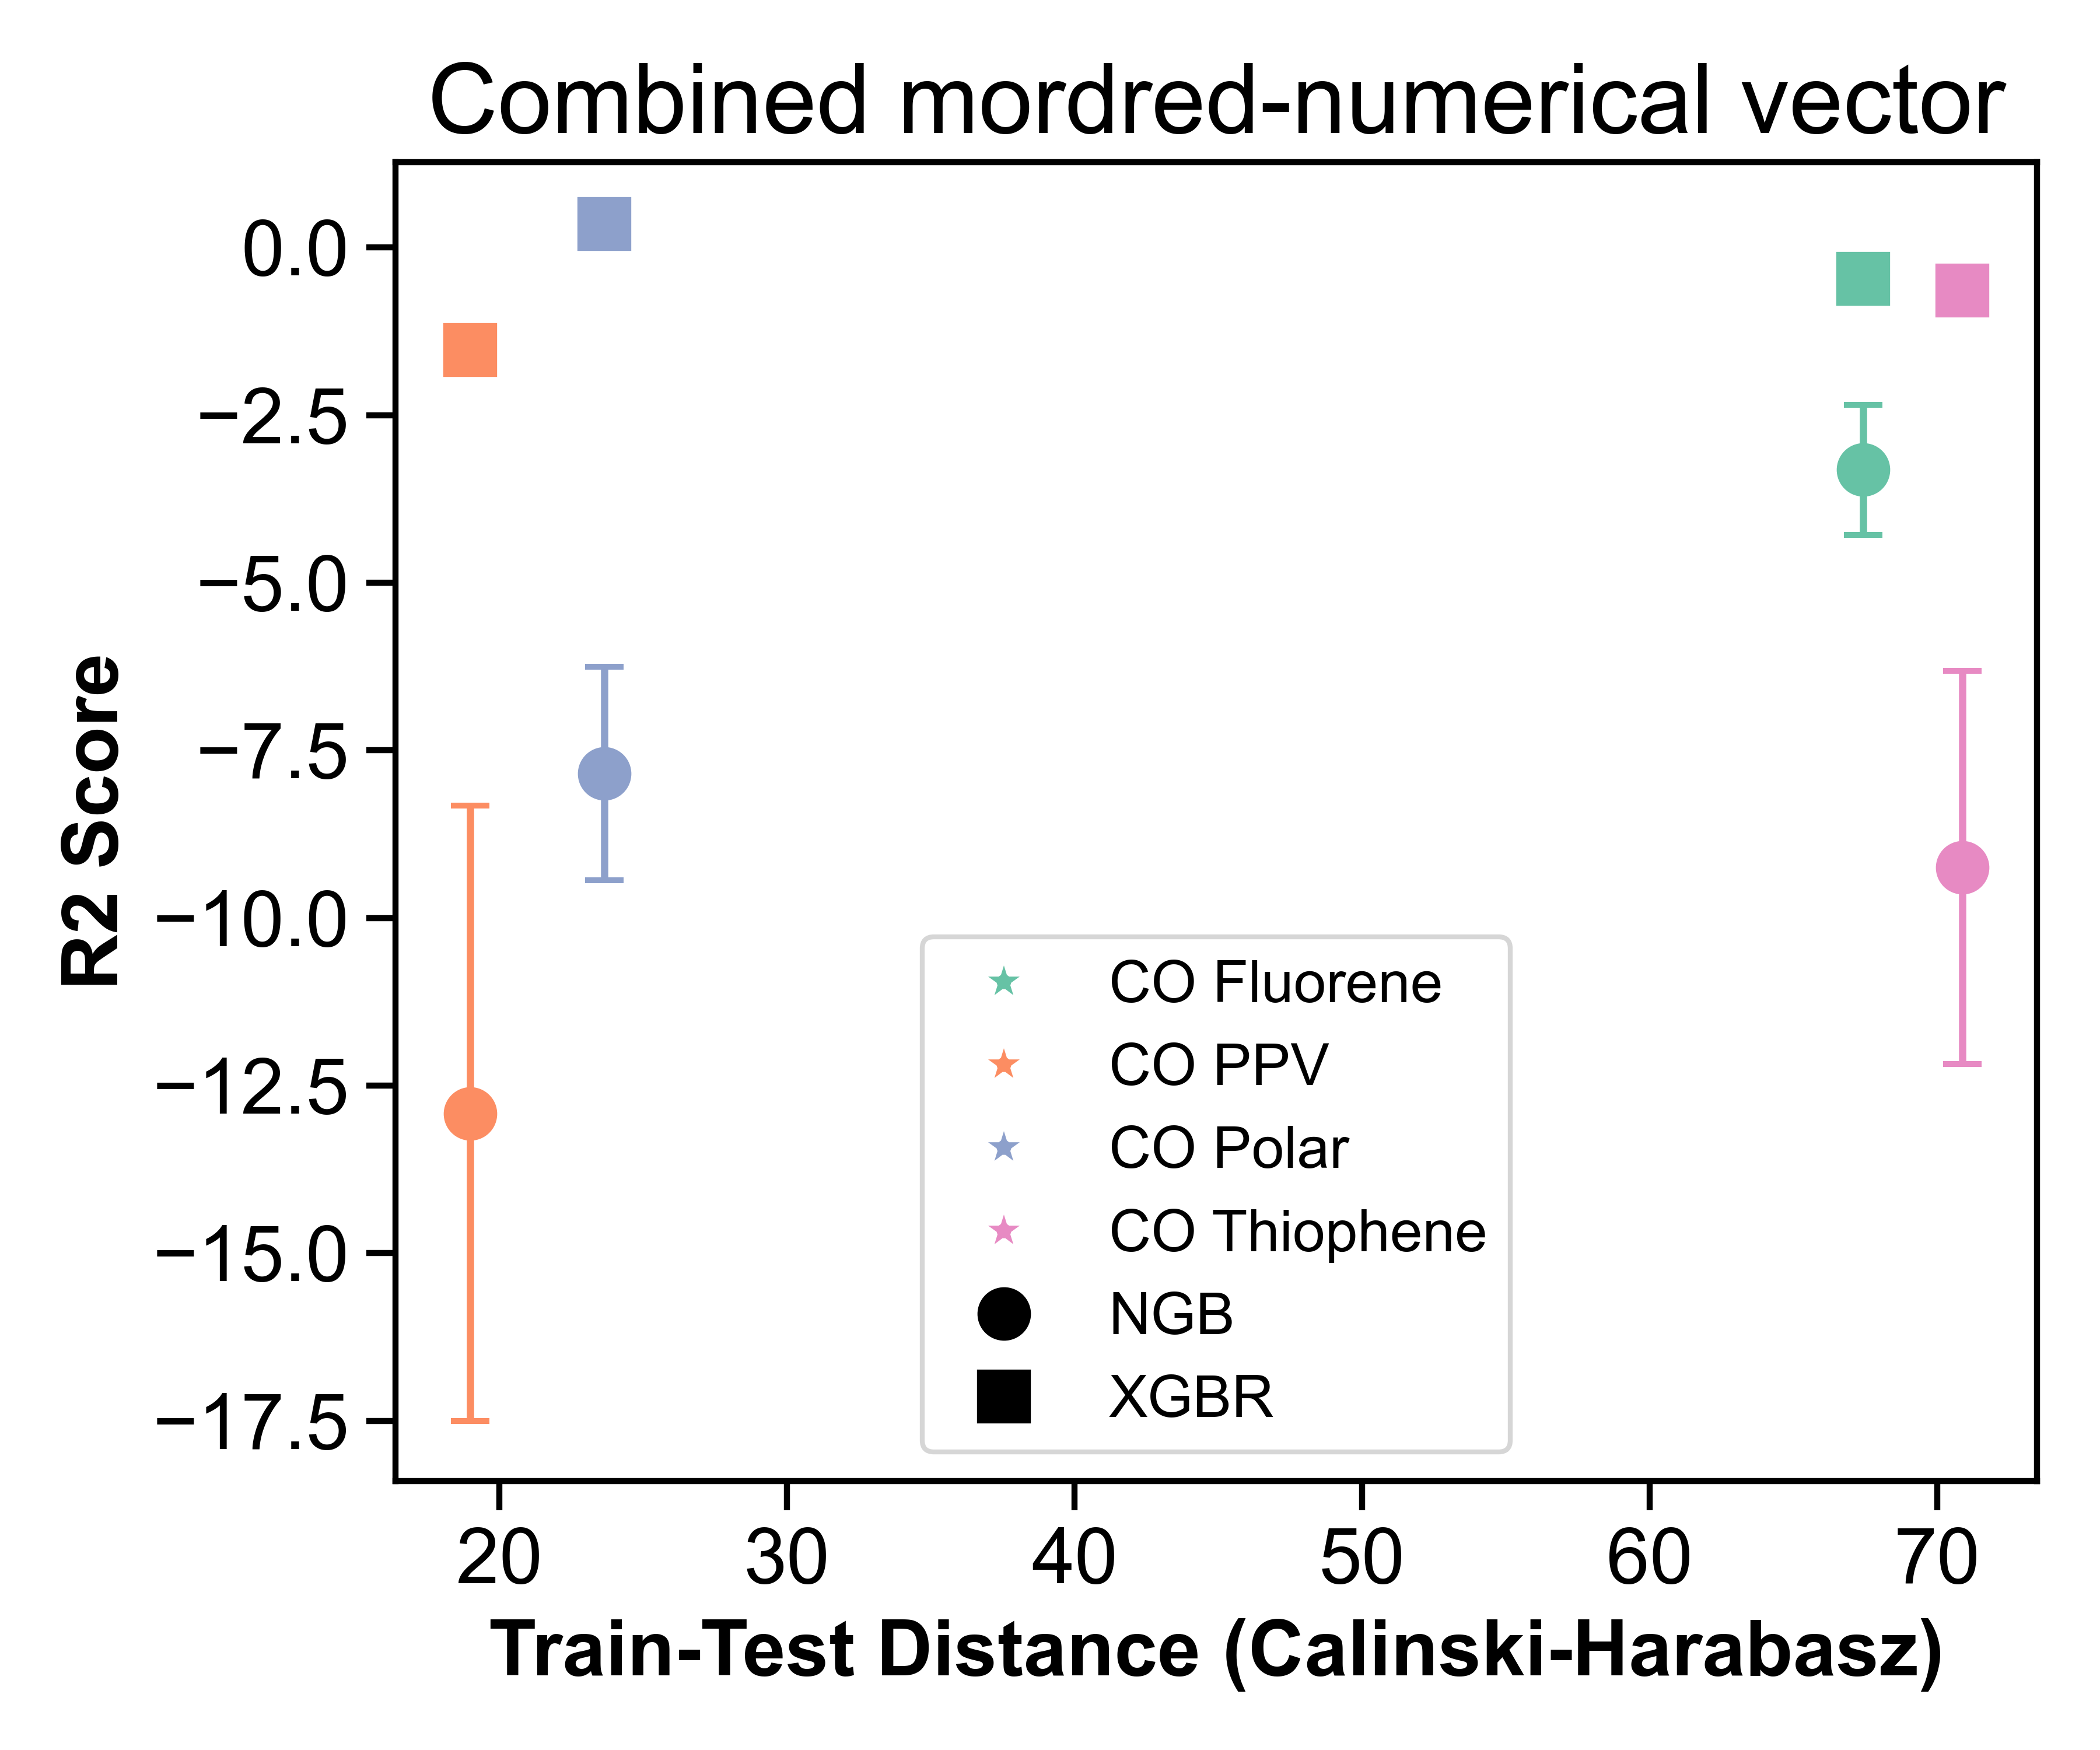 Combined mordred-numerical vector
R2 Score
0.0
−2.5
−5.0
−7.5
−10.0
−12.5
−15.0
−17.5
CO Fluorene
CO PPV
CO Polar
CO Thiophene
NGB
XGBR
20 30 40 50 60 70
Train-Test Distance (Calinski-Harabasz)